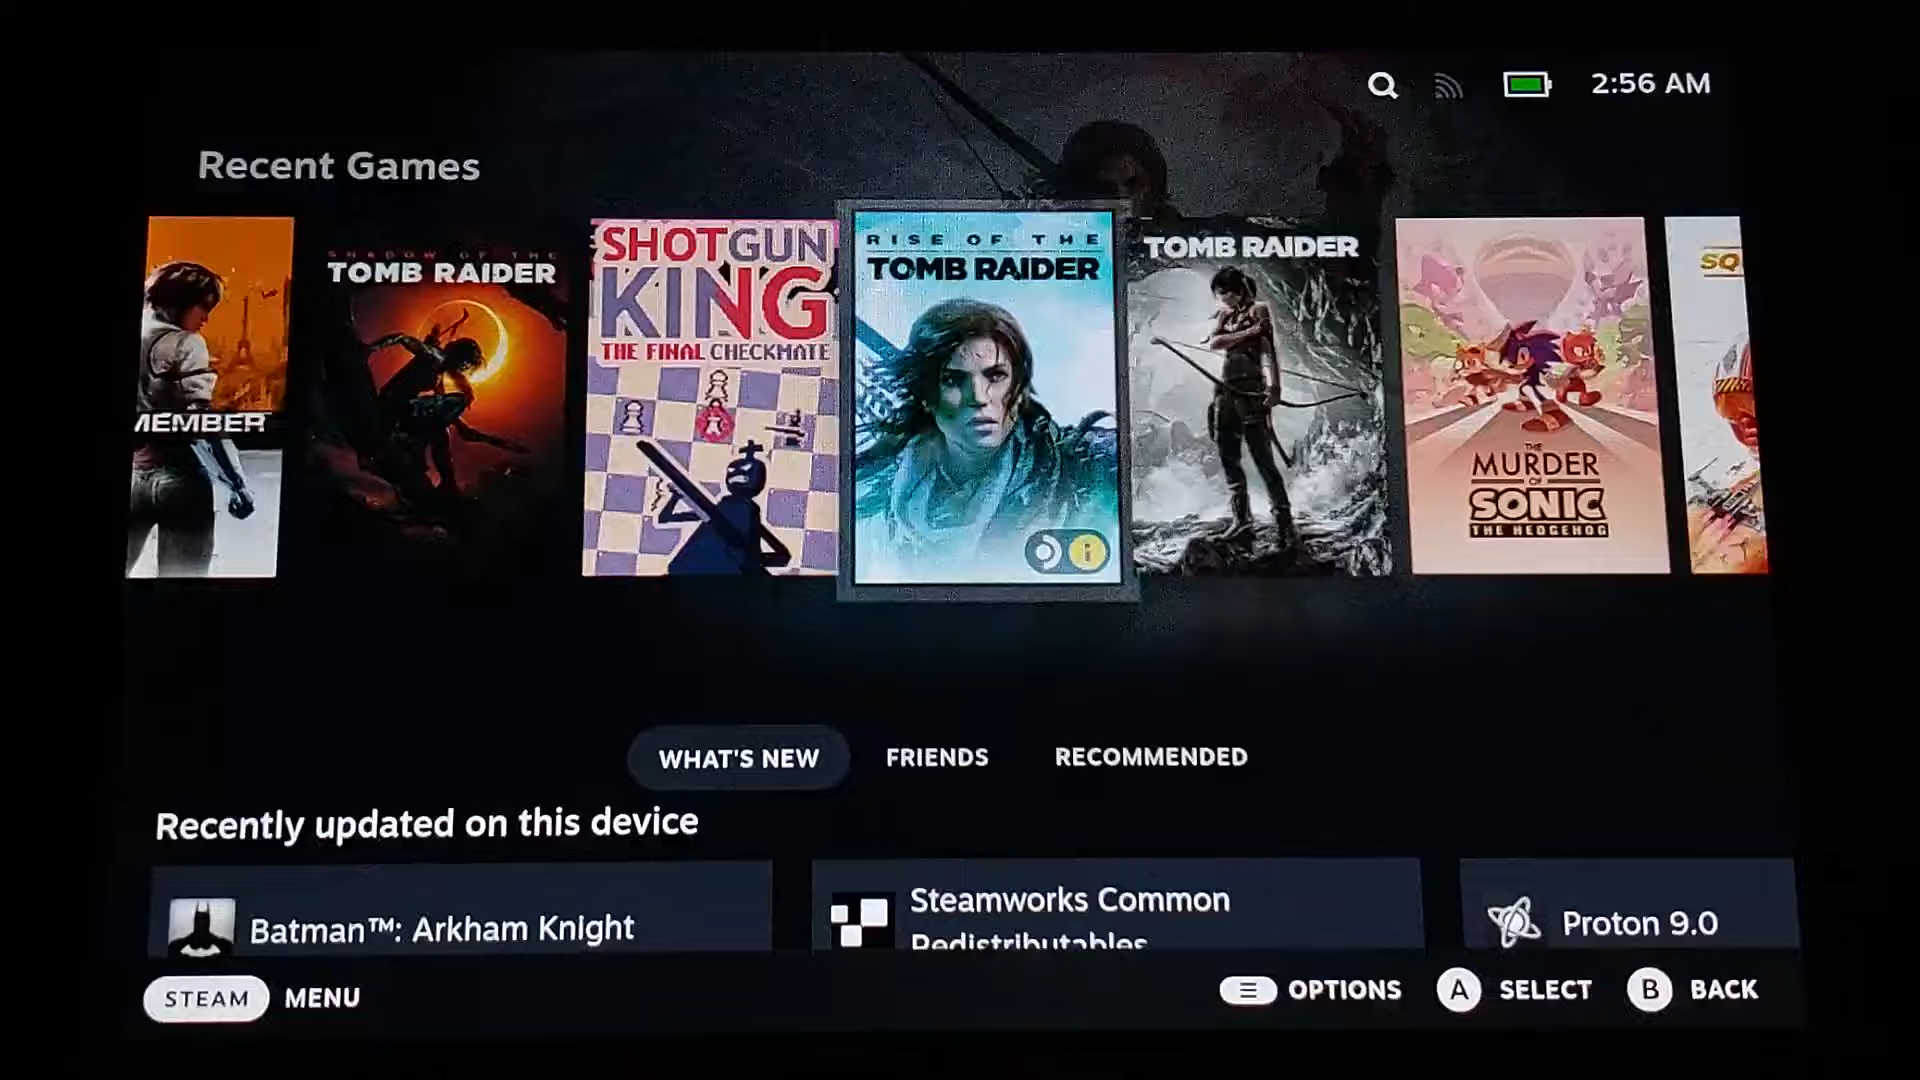 2:56 AM
Recent Games
MEMBER
SHADOW OF THE
TOMB RAIDER
SHOTGUN
KING
THE FINAL CHECKMATE
RISE OF THE
TOMB RAIDER
TOMB RAIDER
THE
MURDER
OF
SONIC
THE HEDGEHOG
SQ
WHAT'S NEW
FRIENDS
RECOMMENDED
Recently updated on this device
Batman™: Arkham Knight
Steamworks Common
Redistributables
Proton 9.0
STEAM MENU
OPTIONS
A SELECT
B BACK